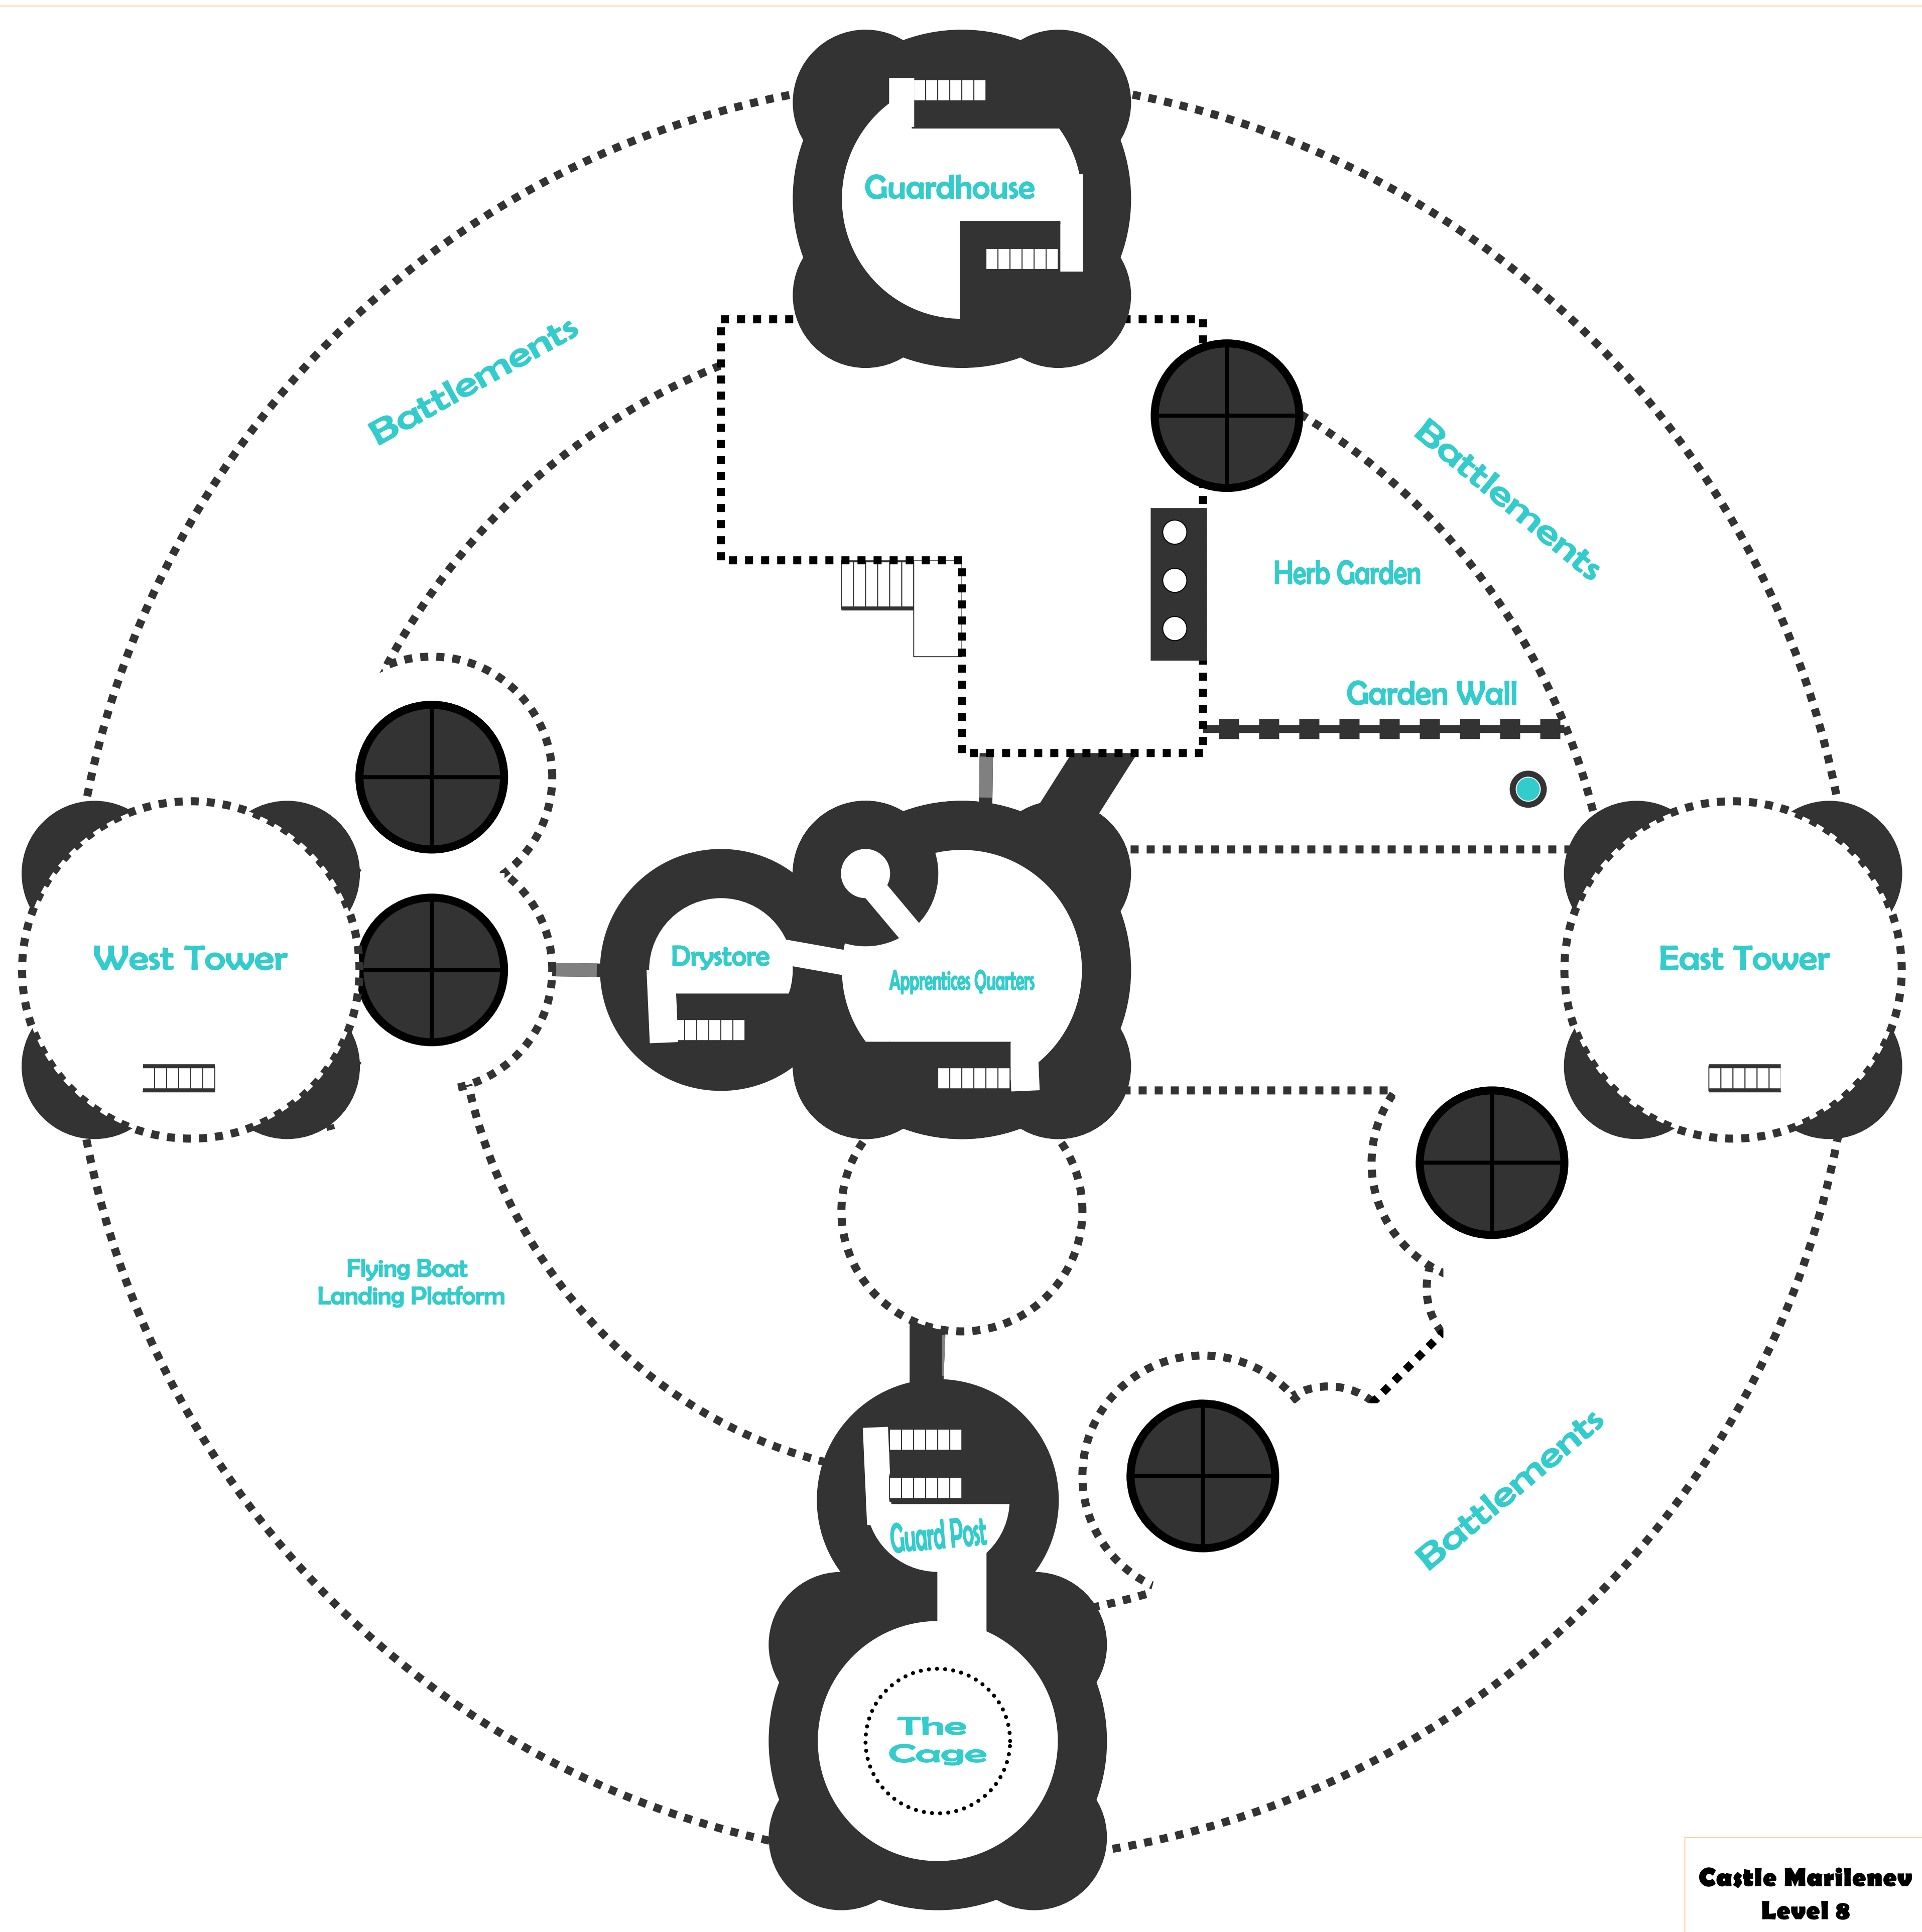 Guardhouse
Battlements
Battlements
Herb Garden
Garden Wall
West Tower
Drystore
Apprentices Quarters
East Tower
Flying Boat
Landing Platform
Battlements
Guard Post
The
Cage
Castle Marilenev
Level 8